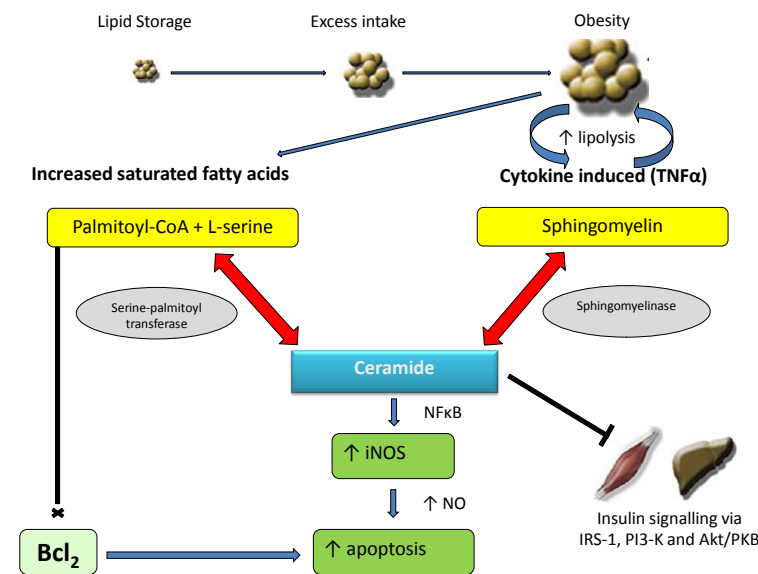 Lipid Storage
Excess intake
Obesity
↑ lipolysis
Increased saturated fatty acids
Cytokine induced (TNFα)
Palmitoyl-CoA + L-serine
Sphingomyelin
Serine-palmitoyl
transferase
Sphingomyelinase
Ceramide
NFκB
↑ iNOS
↑ NO
Insulin signalling via
IRS-1, PI3-K and Akt/PKB
Bcl₂
↑ apoptosis